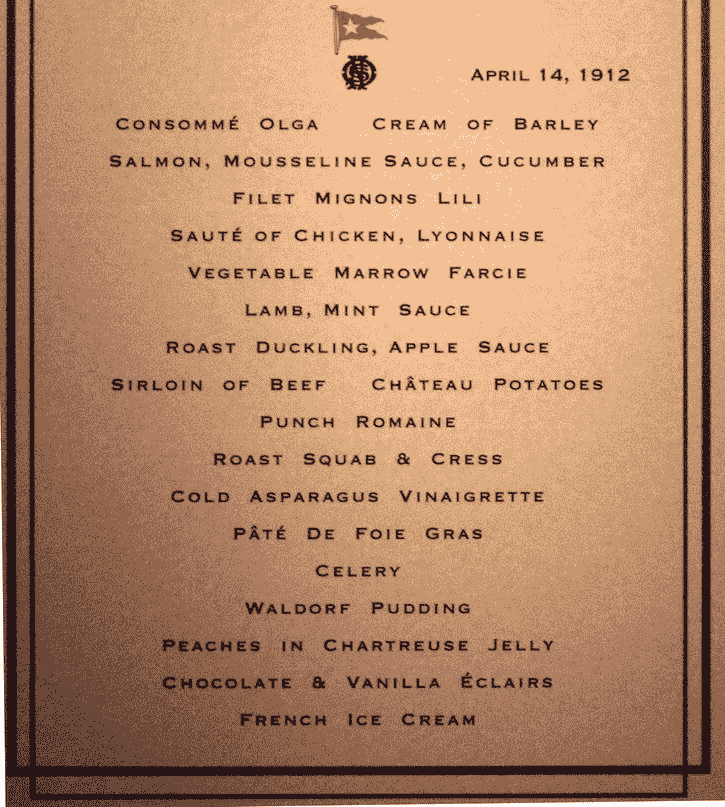 APRIL 14, 1912
CONSOMMÉ OLGA CREAM OF BARLEY
SALMON, MOUSSELINE SAUCE, CUCUMBER
FILET MIGNONS LILI
SAUTÉ OF CHICKEN, LYONNAISE
VEGETABLE MARROW FARCIE
LAMB, MINT SAUCE
ROAST DUCKLING, APPLE SAUCE
SIRLOIN OF BEEF CHÂTEAU POTATOES
PUNCH ROMAINE
ROAST SQUAB & CRESS
COLD ASPARAGUS VINAIGRETTE
PÂTÉ DE FOIE GRAS
CELERY
WALDORF PUDDING
PEACHES IN CHARTREUSE JELLY
CHOCOLATE & VANILLA ÉCLAIRS
FRENCH ICE CREAM